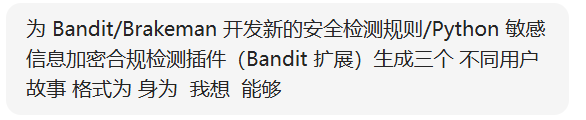 为 Bandit/Brakeman 开发新的安全检测规则/Python 敏感
信息加密合规检测插件（Bandit 扩展）生成三个 不同用户
故事 格式为 身为  我想  能够